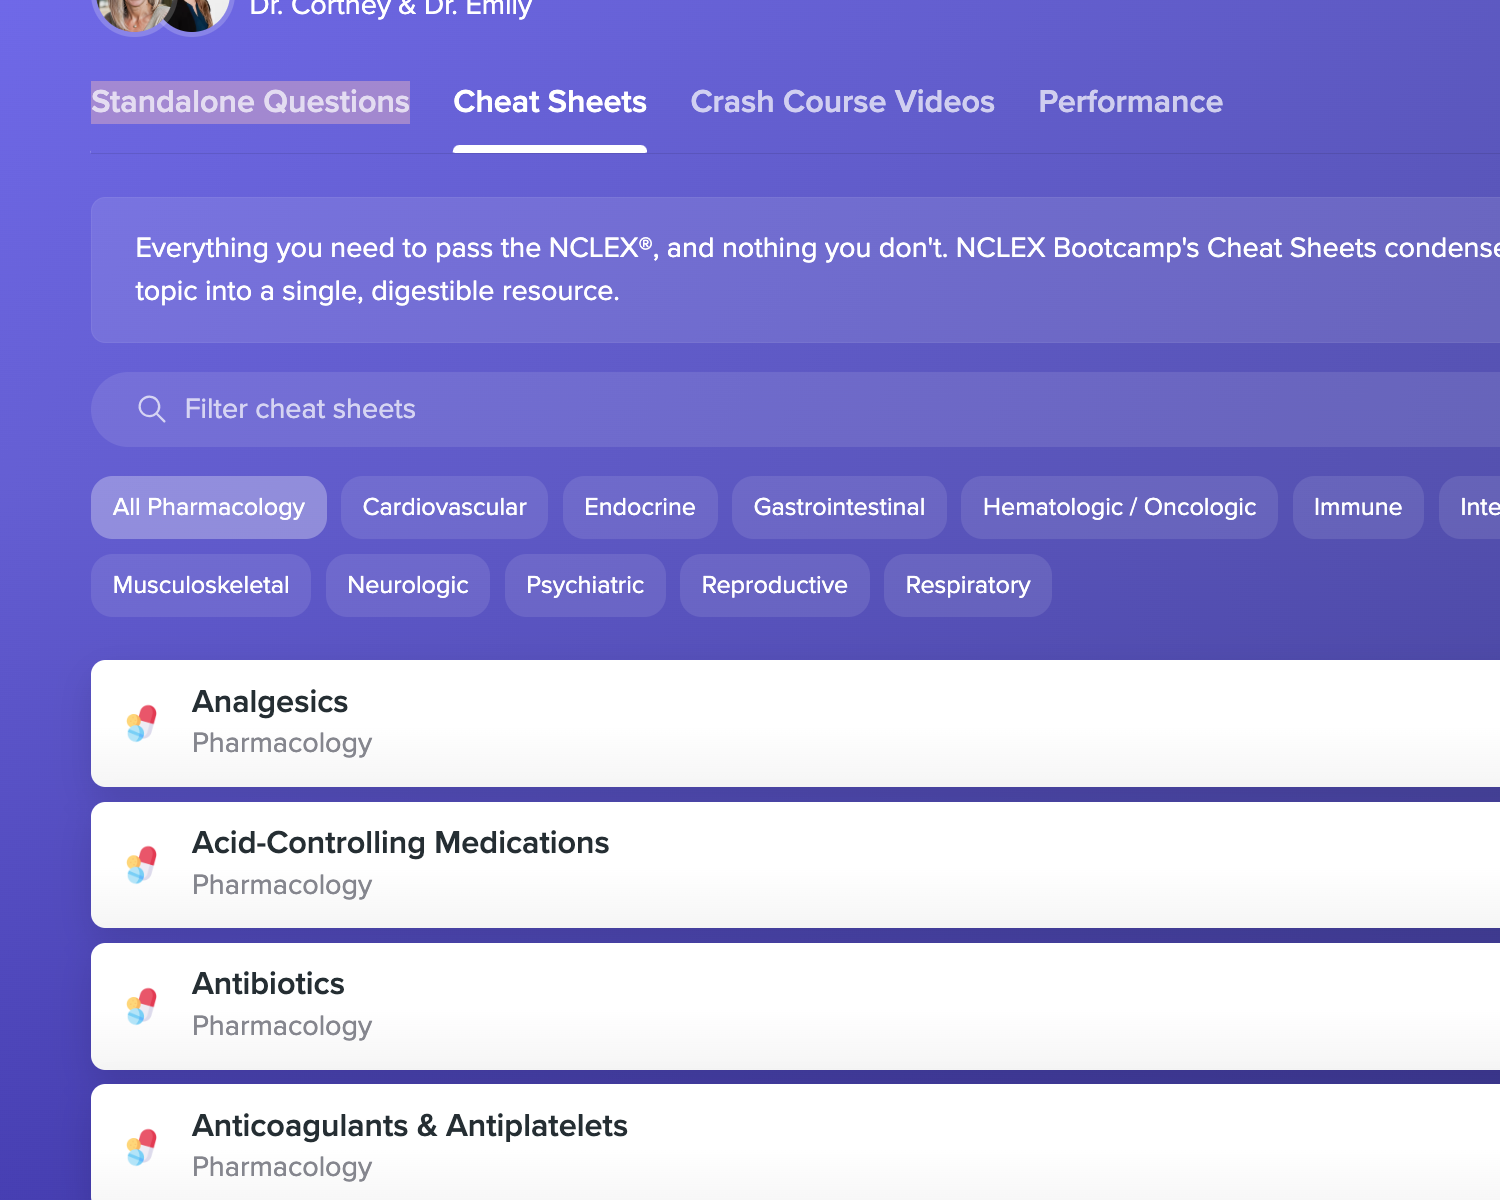 Dr. Cortney & Dr. Emily
Standalone Questions Cheat Sheets Crash Course Videos Performance
Everything you need to pass the NCLEX®, and nothing you don't. NCLEX Bootcamp's Cheat Sheets condense
topic into a single, digestible resource.
Filter cheat sheets
All Pharmacology Cardiovascular Endocrine Gastrointestinal Hematologic / Oncologic Immune
Musculoskeletal Neurologic Psychiatric Reproductive Respiratory
Analgesics
Pharmacology
Acid-Controlling Medications
Pharmacology
Antibiotics
Pharmacology
Anticoagulants & Antiplatelets
Pharmacology